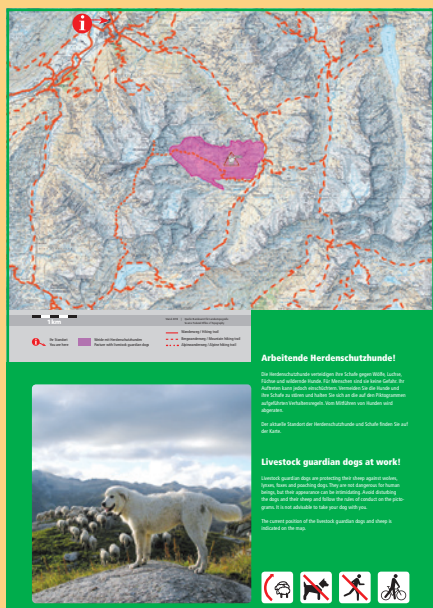 i
1 km
i
Ihr Standort
You are here
Weide mit Herdenschutzhunden
Pasture with livestock guardian dogs
Wanderweg / Hiking trail
Bergwanderweg / Mountain hiking trail
Alpinwanderweg / Alpine hiking trail
Arbeitende Herdenschutzhunde!
Die Herdenschutzhunde verteidigen ihre Schafe gegen Wölfe, Luchse,
Füchse und wildernde Hunde. Für Menschen sind sie keine Gefahr. Ihr
Auftreten kann jedoch einschüchtern. Vermeiden Sie die Hunde und
ihre Schafe zu stören und halten Sie sich an die auf den Piktogrammen
aufgeführten Verhaltensregeln. Vom Mitführen von Hunden wird
abgeraten.
Der aktuelle Standort der Herdenschutzhunde und Schafe finden Sie auf
der Karte.
Livestock guardian dogs at work!
Livestock guardian dogs are protecting their sheep against wolves,
lynxes, foxes and poaching dogs. They are not dangerous for human
beings, but their appearance can be intimidating. Avoid disturbing
the dogs and their sheep and follow the rules of conduct on the picto-
grams. It is not advisable to take your dog with you.
The current position of the livestock guardian dogs and sheep is
indicated on the map.